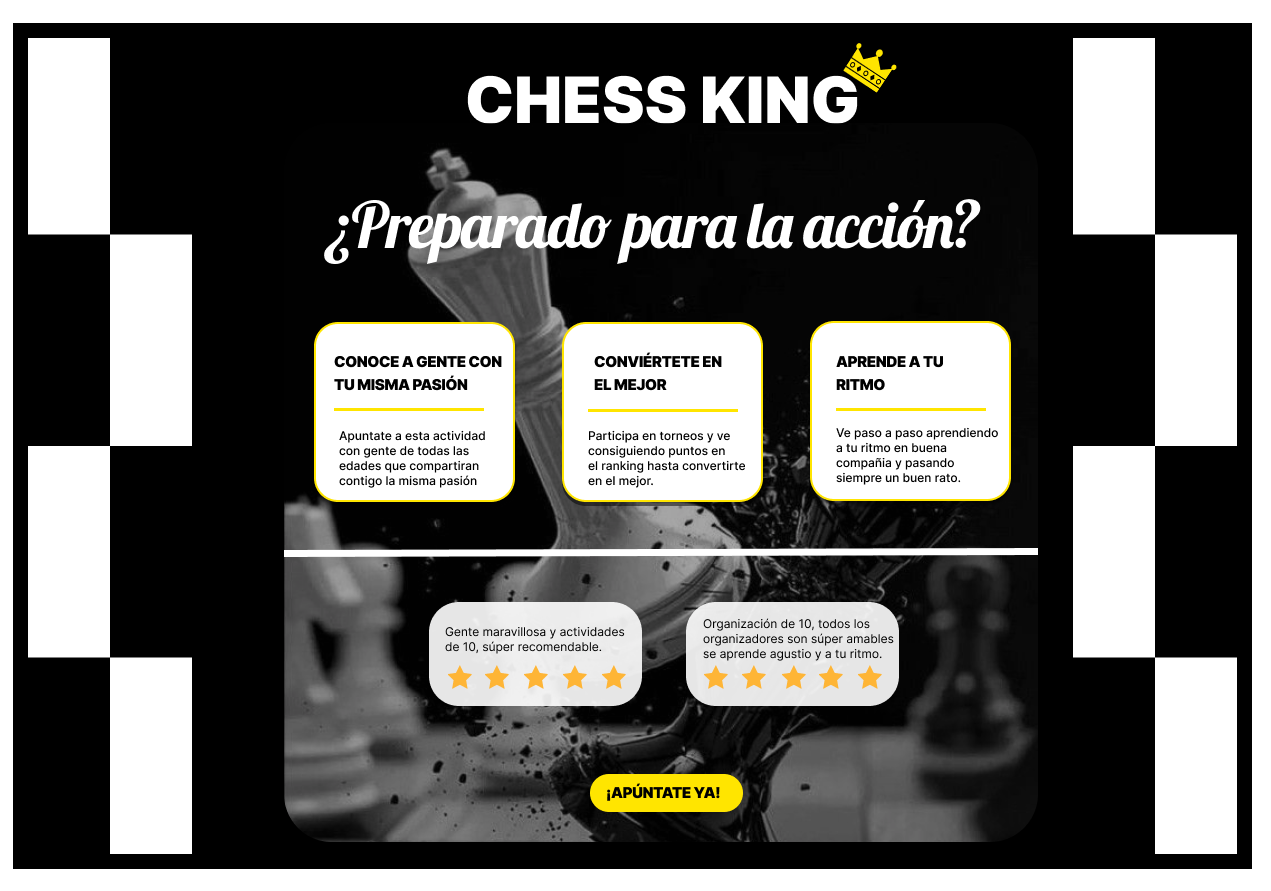 CHESS KING
¿Preparado para la acción?
CONOCE A GENTE CON
TU MISMA PASIÓN
Apuntate a esta actividad
con gente de todas las
edades que compartiran
contigo la misma pasión
CONVIÉRTETE EN
EL MEJOR
Participa en torneos y ve
consiguiendo puntos en
el ranking hasta convertirte
en el mejor.
APRENDE A TU
RITMO
Ve paso a paso aprendiendo
a tu ritmo en buena
compañia y pasando
siempre un buen rato.
Gente maravillosa y actividades
de 10, súper recomendable.
Organización de 10, todos los
organizadores son súper amables
se aprende agustio y a tu ritmo.
¡APÚNTATE YA!